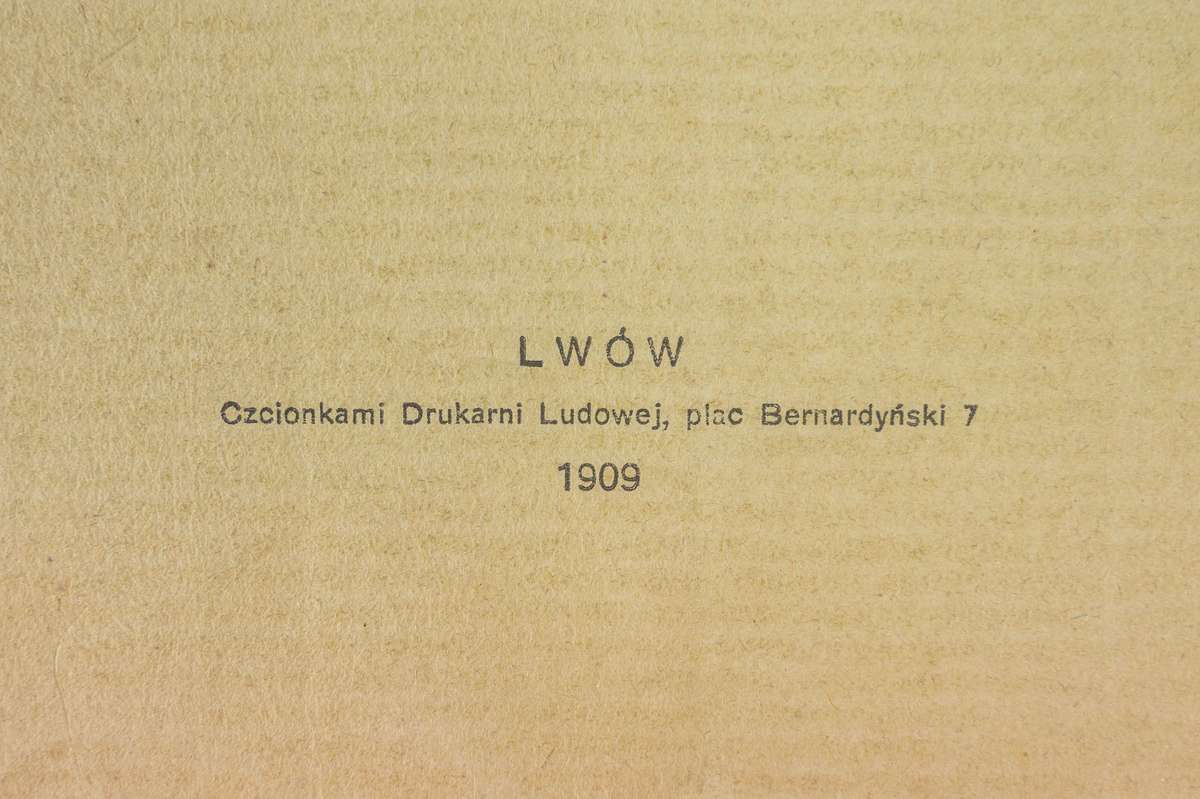 LWÓW
Czcionkami Drukarni Ludowej, plac Bernardyński 7
1909